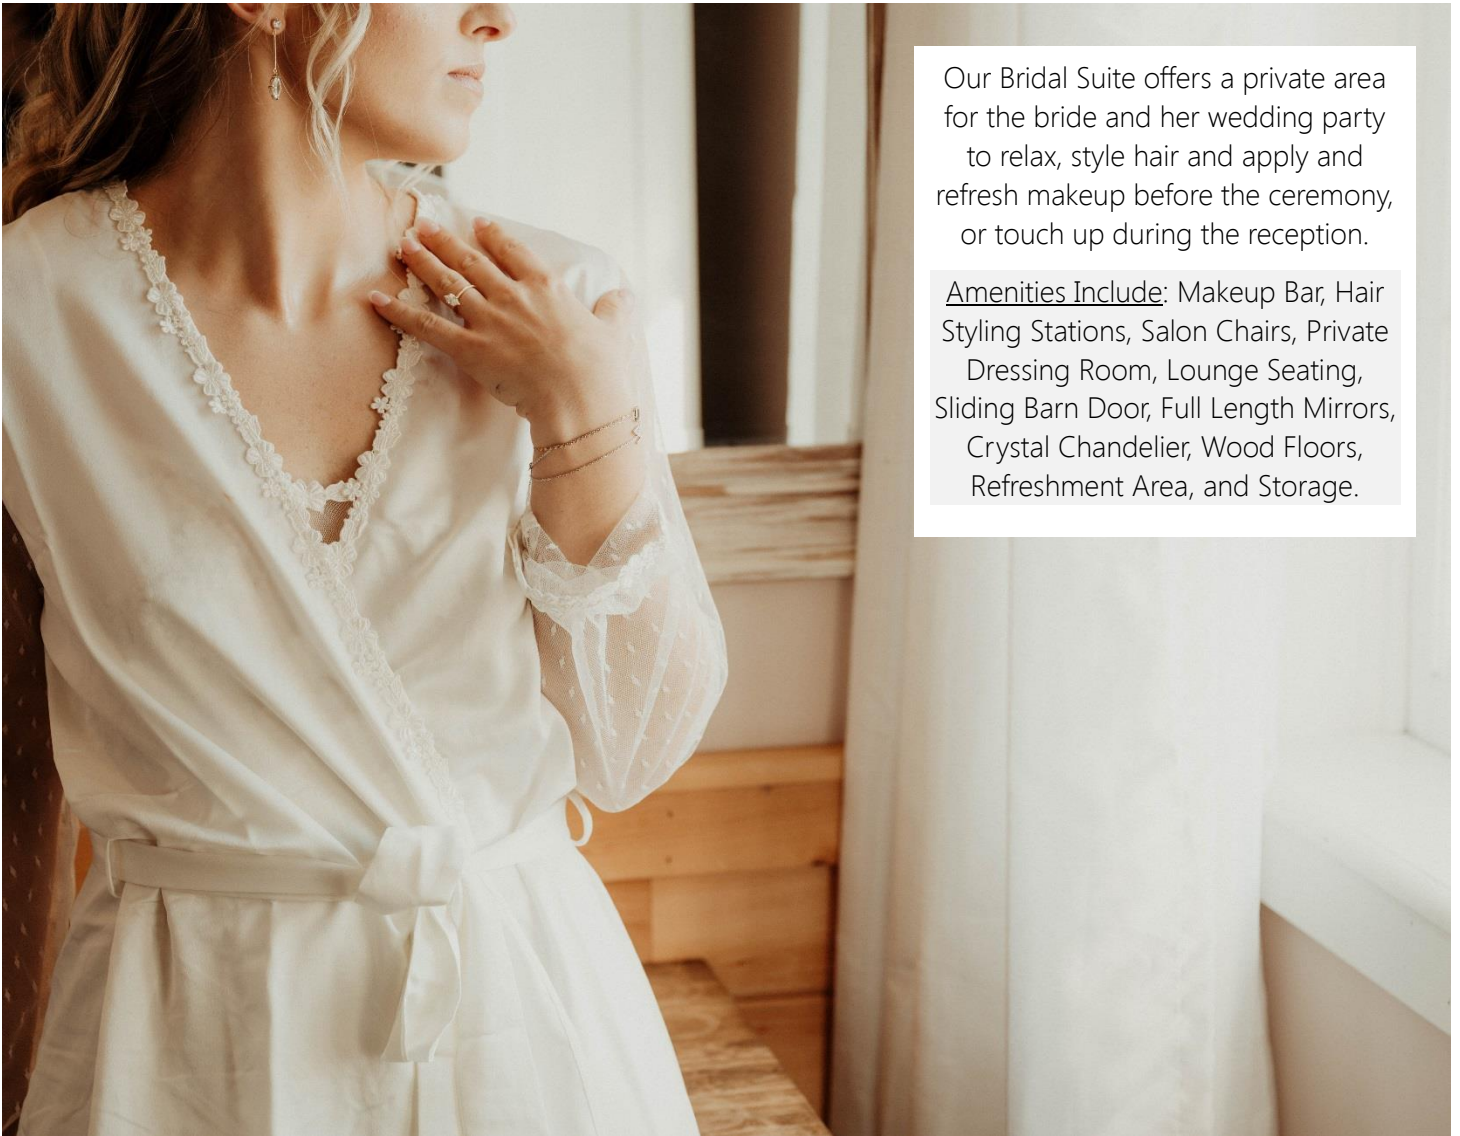 Our Bridal Suite offers a private area
for the bride and her wedding party
to relax, style hair and apply and
refresh makeup before the ceremony,
or touch up during the reception.
Amenities Include: Makeup Bar, Hair
Styling Stations, Salon Chairs, Private
Dressing Room, Lounge Seating,
Sliding Barn Door, Full Length Mirrors,
Crystal Chandelier, Wood Floors,
Refreshment Area, and Storage.